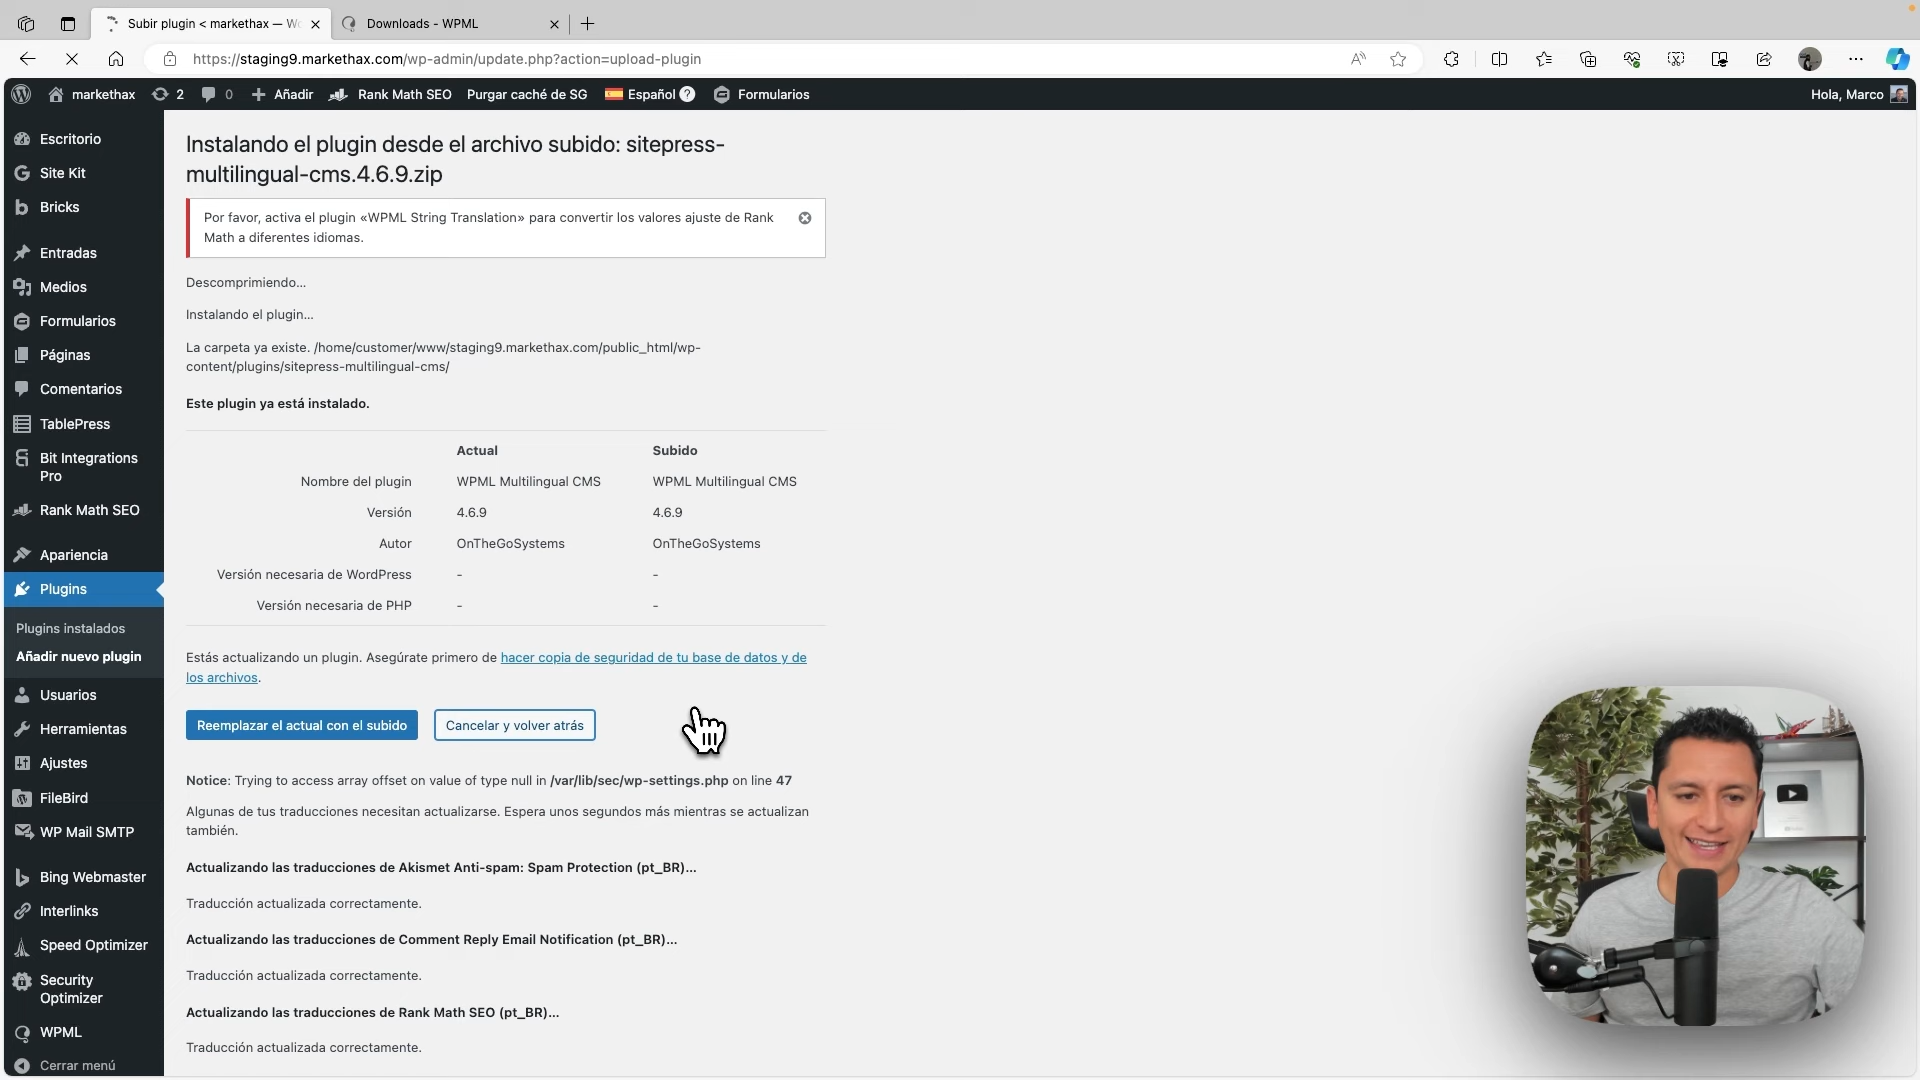 Subir plugin < markethax — Wo
Downloads - WPML
https://staging9.markethax.com/wp-admin/update.php?action=upload-plugin
markethax
2
0
Añadir
Rank Math SEO
Purgar caché de SG
Español
Formularios
Hola, Marco
Escritorio
Site Kit
Bricks
Entradas
Medios
Formularios
Páginas
Comentarios
TablePress
Bit Integrations
Pro
Rank Math SEO
Apariencia
Plugins
Plugins instalados
Añadir nuevo plugin
Usuarios
Herramientas
Ajustes
FileBird
WP Mail SMTP
Bing Webmaster
Interlinks
Speed Optimizer
Security
Optimizer
WPML
Cerrar menú
Instalando el plugin desde el archivo subido: sitepress-
multilingual-cms.4.6.9.zip
Por favor, activa el plugin «WPML String Translation» para convertir los valores ajuste de Rank
Math a diferentes idiomas.
Descomprimiendo…
Instalando el plugin…
La carpeta ya existe. /home/customer/www/staging9.markethax.com/public_html/wp-
content/plugins/sitepress-multilingual-cms/
Este plugin ya está instalado.
Actual Subido
Nombre del plugin WPML Multilingual CMS WPML Multilingual CMS
Versión 4.6.9 4.6.9
Autor OnTheGoSystems OnTheGoSystems
Versión necesaria de WordPress - -
Versión necesaria de PHP - -
Estás actualizando un plugin. Asegúrate primero de hacer copia de seguridad de tu base de datos y de
los archivos.
Reemplazar el actual con el subido
Cancelar y volver atrás
Notice: Trying to access array offset on value of type null in /var/lib/sec/wp-settings.php on line 47
Algunas de tus traducciones necesitan actualizarse. Espera unos segundos más mientras se actualizan
también.
Actualizando las traducciones de Akismet Anti-spam: Spam Protection (pt_BR)…
Traducción actualizada correctamente.
Actualizando las traducciones de Comment Reply Email Notification (pt_BR)…
Traducción actualizada correctamente.
Actualizando las traducciones de Rank Math SEO (pt_BR)…
Traducción actualizada correctamente.